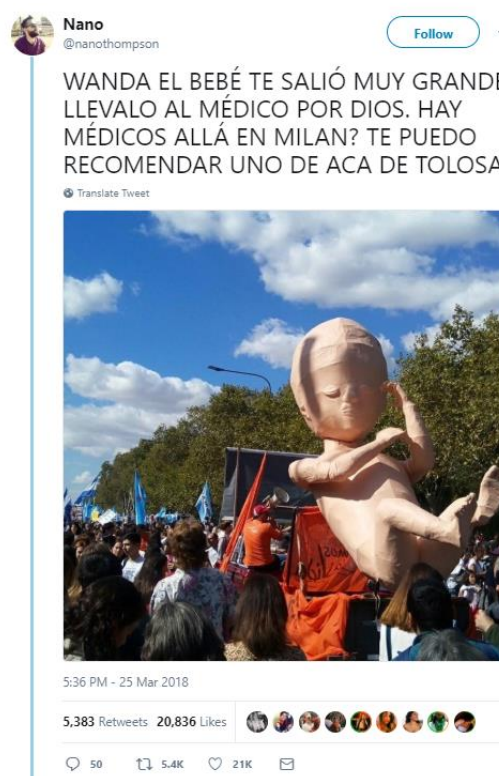 Nano
@nanothompson
Follow
WANDA EL BEBÉ TE SALIÓ MUY GRANDE
LLEVALO AL MÉDICO POR DIOS. HAY
MÉDICOS ALLÁ EN MILAN? TE PUEDO
RECOMENDAR UNO DE ACA DE TOLOSA
Translate Tweet
5:36 PM - 25 Mar 2018
5,383 Retweets 20,836 Likes
50 5.4K 21K